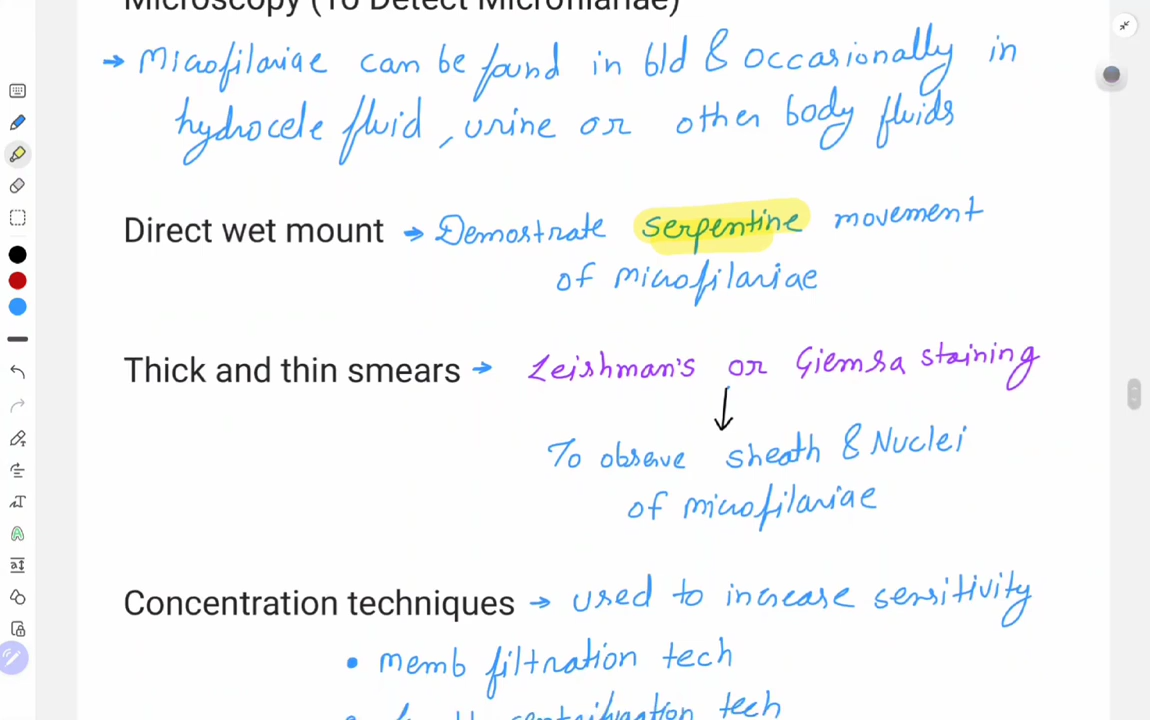 Microscopy (To Detect Microfilariae)
→ Microfilariae can be found in bld & occasionally in
hydrocele fluid, urine or other body fluids
Direct wet mount → Demostrate serpentine movement
of microfilariae
Thick and thin smears → Leishman's or Giemsa staining
↓
To observe sheath & Nuclei
of microfilariae
Concentration techniques → used to increase sensitivity
• memb filtration tech
tech